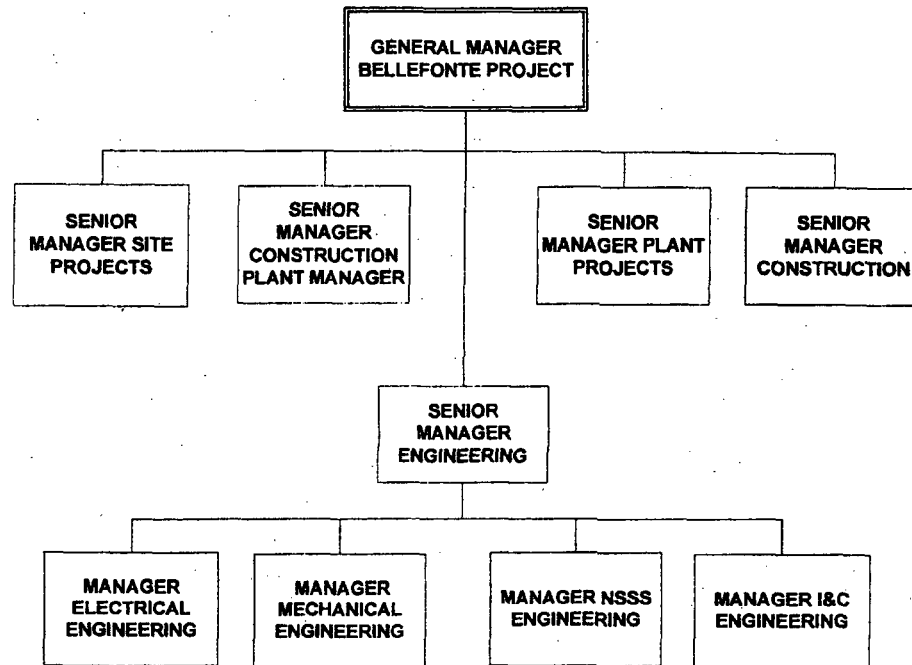 GENERAL MANAGER
BELLEFONTE PROJECT
SENIOR
MANAGER SITE
PROJECTS
SENIOR
MANAGER
CONSTRUCTION
PLANT MANAGER
SENIOR
MANAGER PLANT
PROJECTS
SENIOR
MANAGER
CONSTRUCTION
SENIOR
MANAGER
ENGINEERING
MANAGER
ELECTRICAL
ENGINEERING
MANAGER
MECHANICAL
ENGINEERING
MANAGER NSSS
ENGINEERING
MANAGER I&C
ENGINEERING